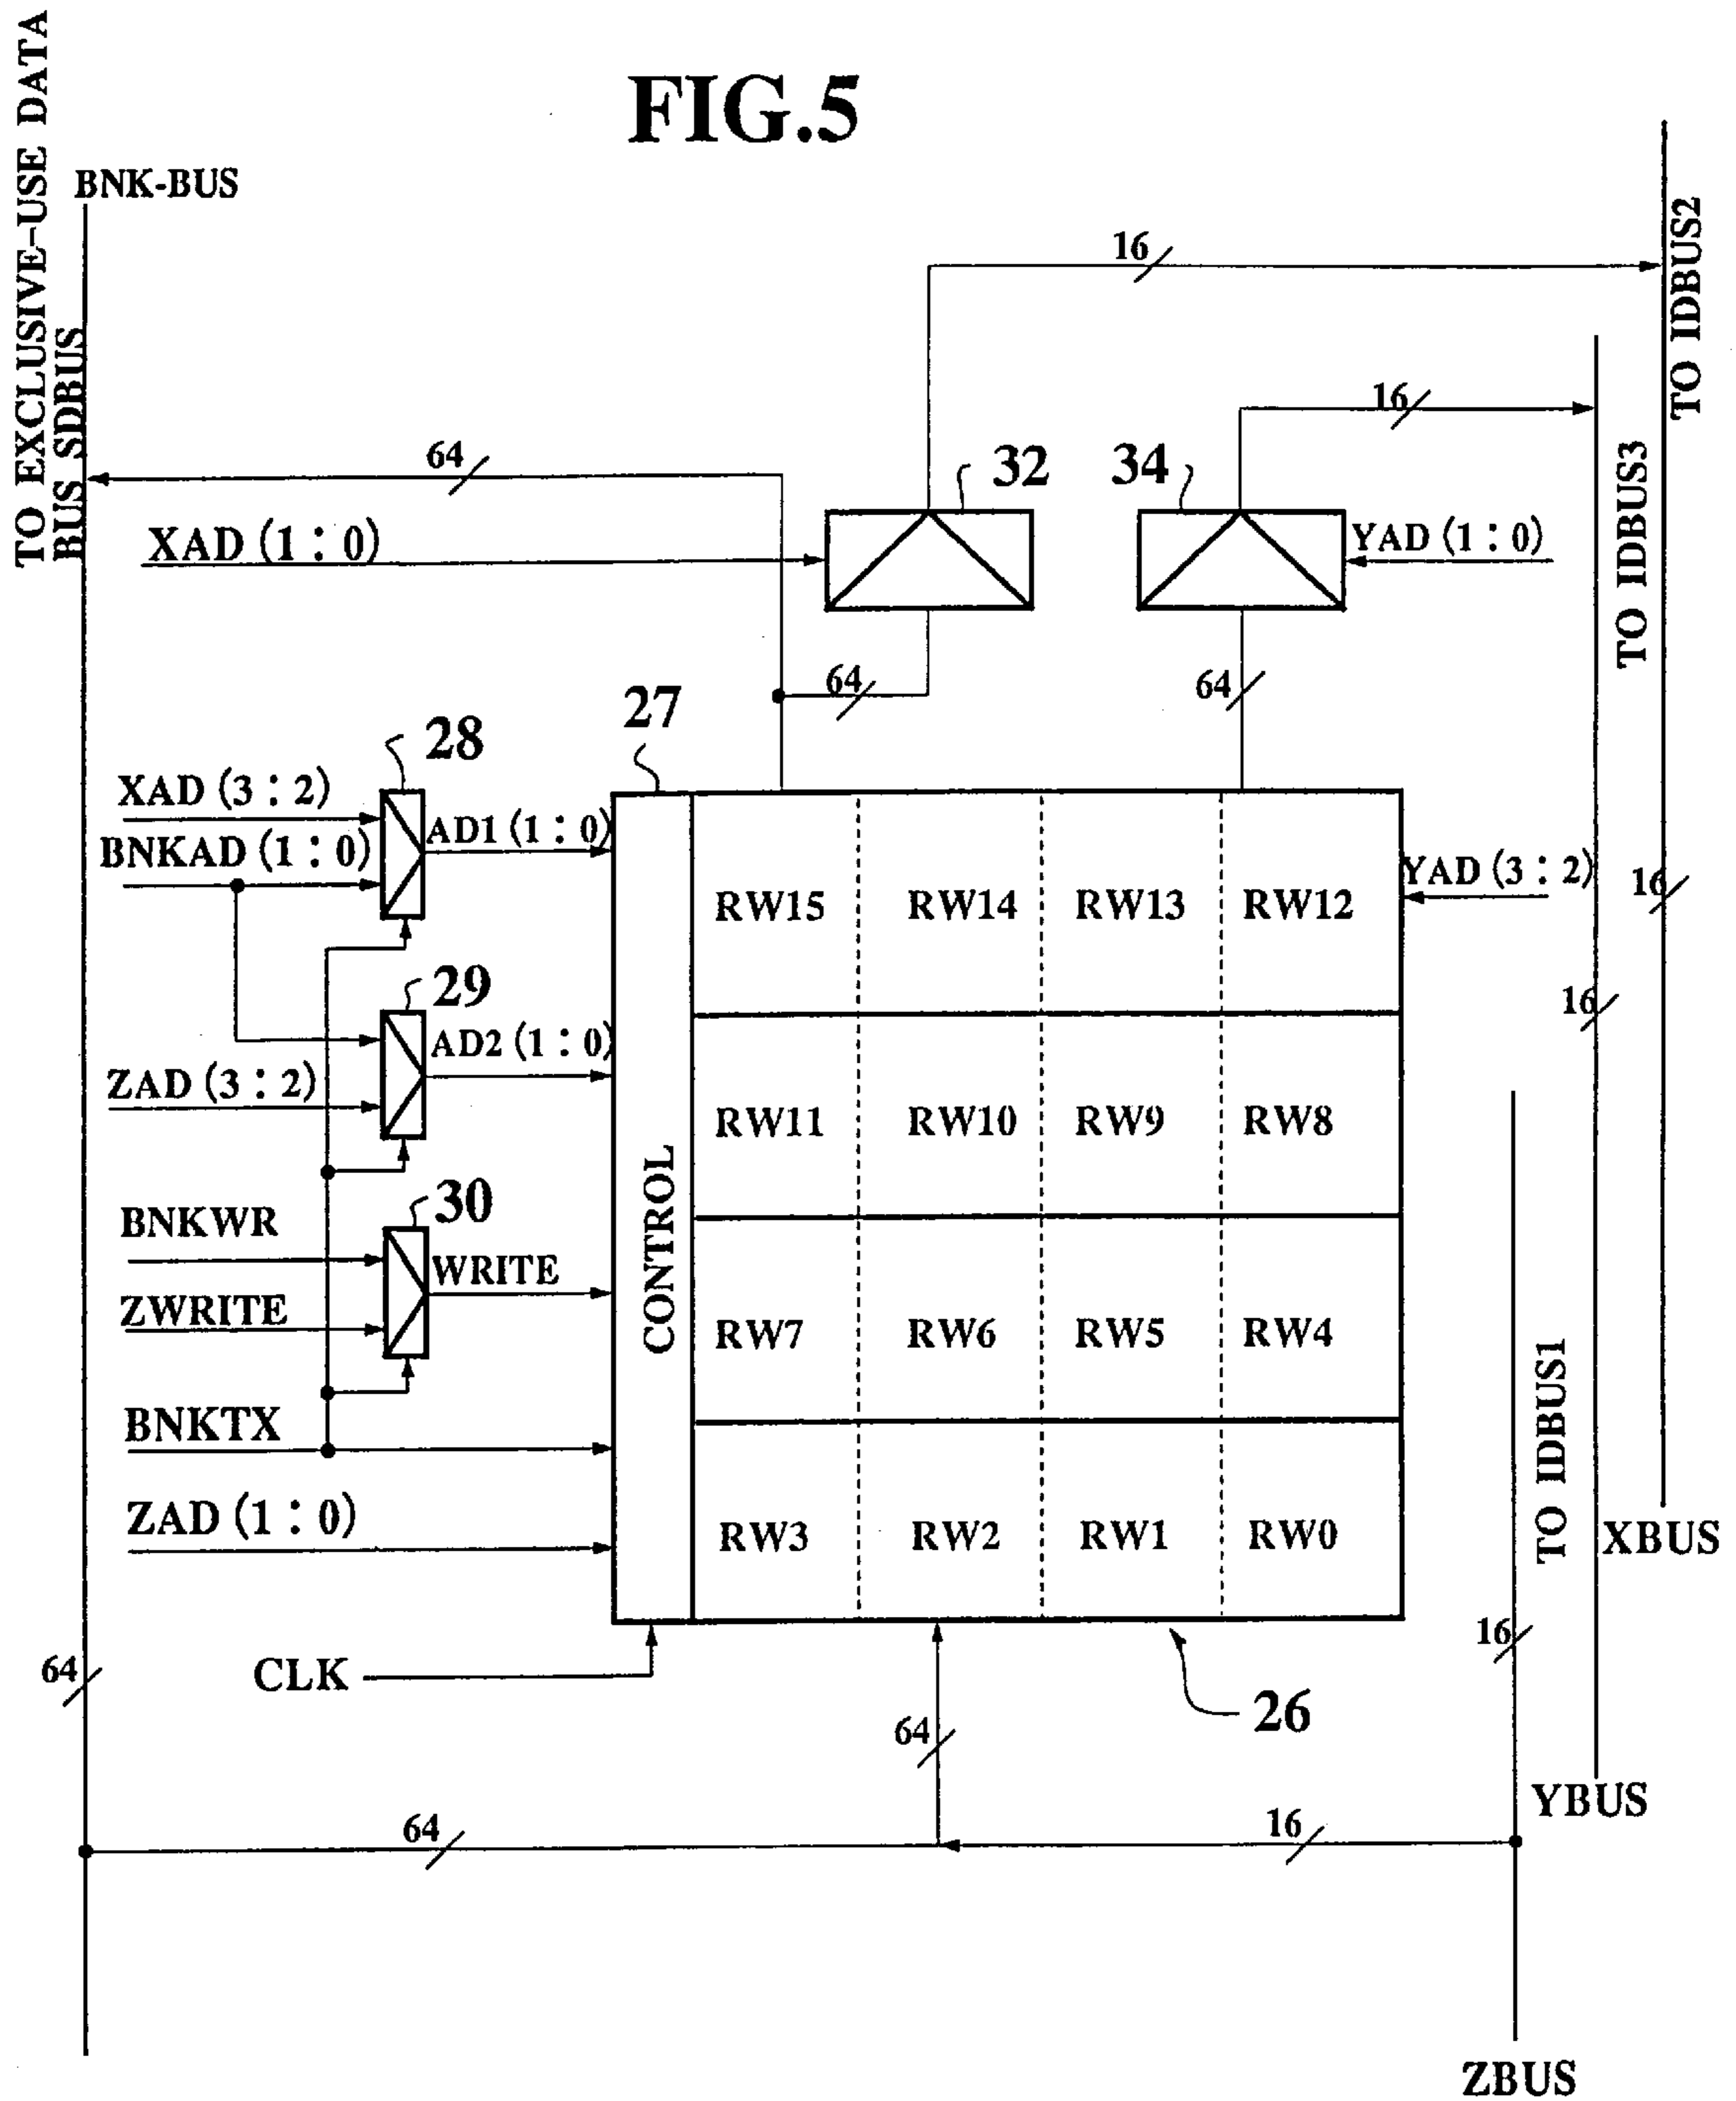 FIG.5
TO EXCLUSIVE-USE DATA
BUS SDBUS
BNK-BUS
16
TO IDBUS2
16
64
32
34
XAD (1 : 0)
YAD (1 : 0)
TO IDBUS3
64
64
27
28
XAD (3 : 2)
AD1 (1 : 0)
BNKAD (1 : 0)
YAD (3 : 2)
16
RW15 RW14 RW13 RW12
29
16
AD2 (1 : 0)
ZAD (3 : 2)
RW11 RW10 RW9 RW8
CONTROL
30
BNKWR
WRITE
ZWRITE
RW7 RW6 RW5 RW4
TO IDBUS1
BNKTX
ZAD (1 : 0)
RW3 RW2 RW1 RW0
XBUS
16
64
CLK
26
64
YBUS
64
16
ZBUS